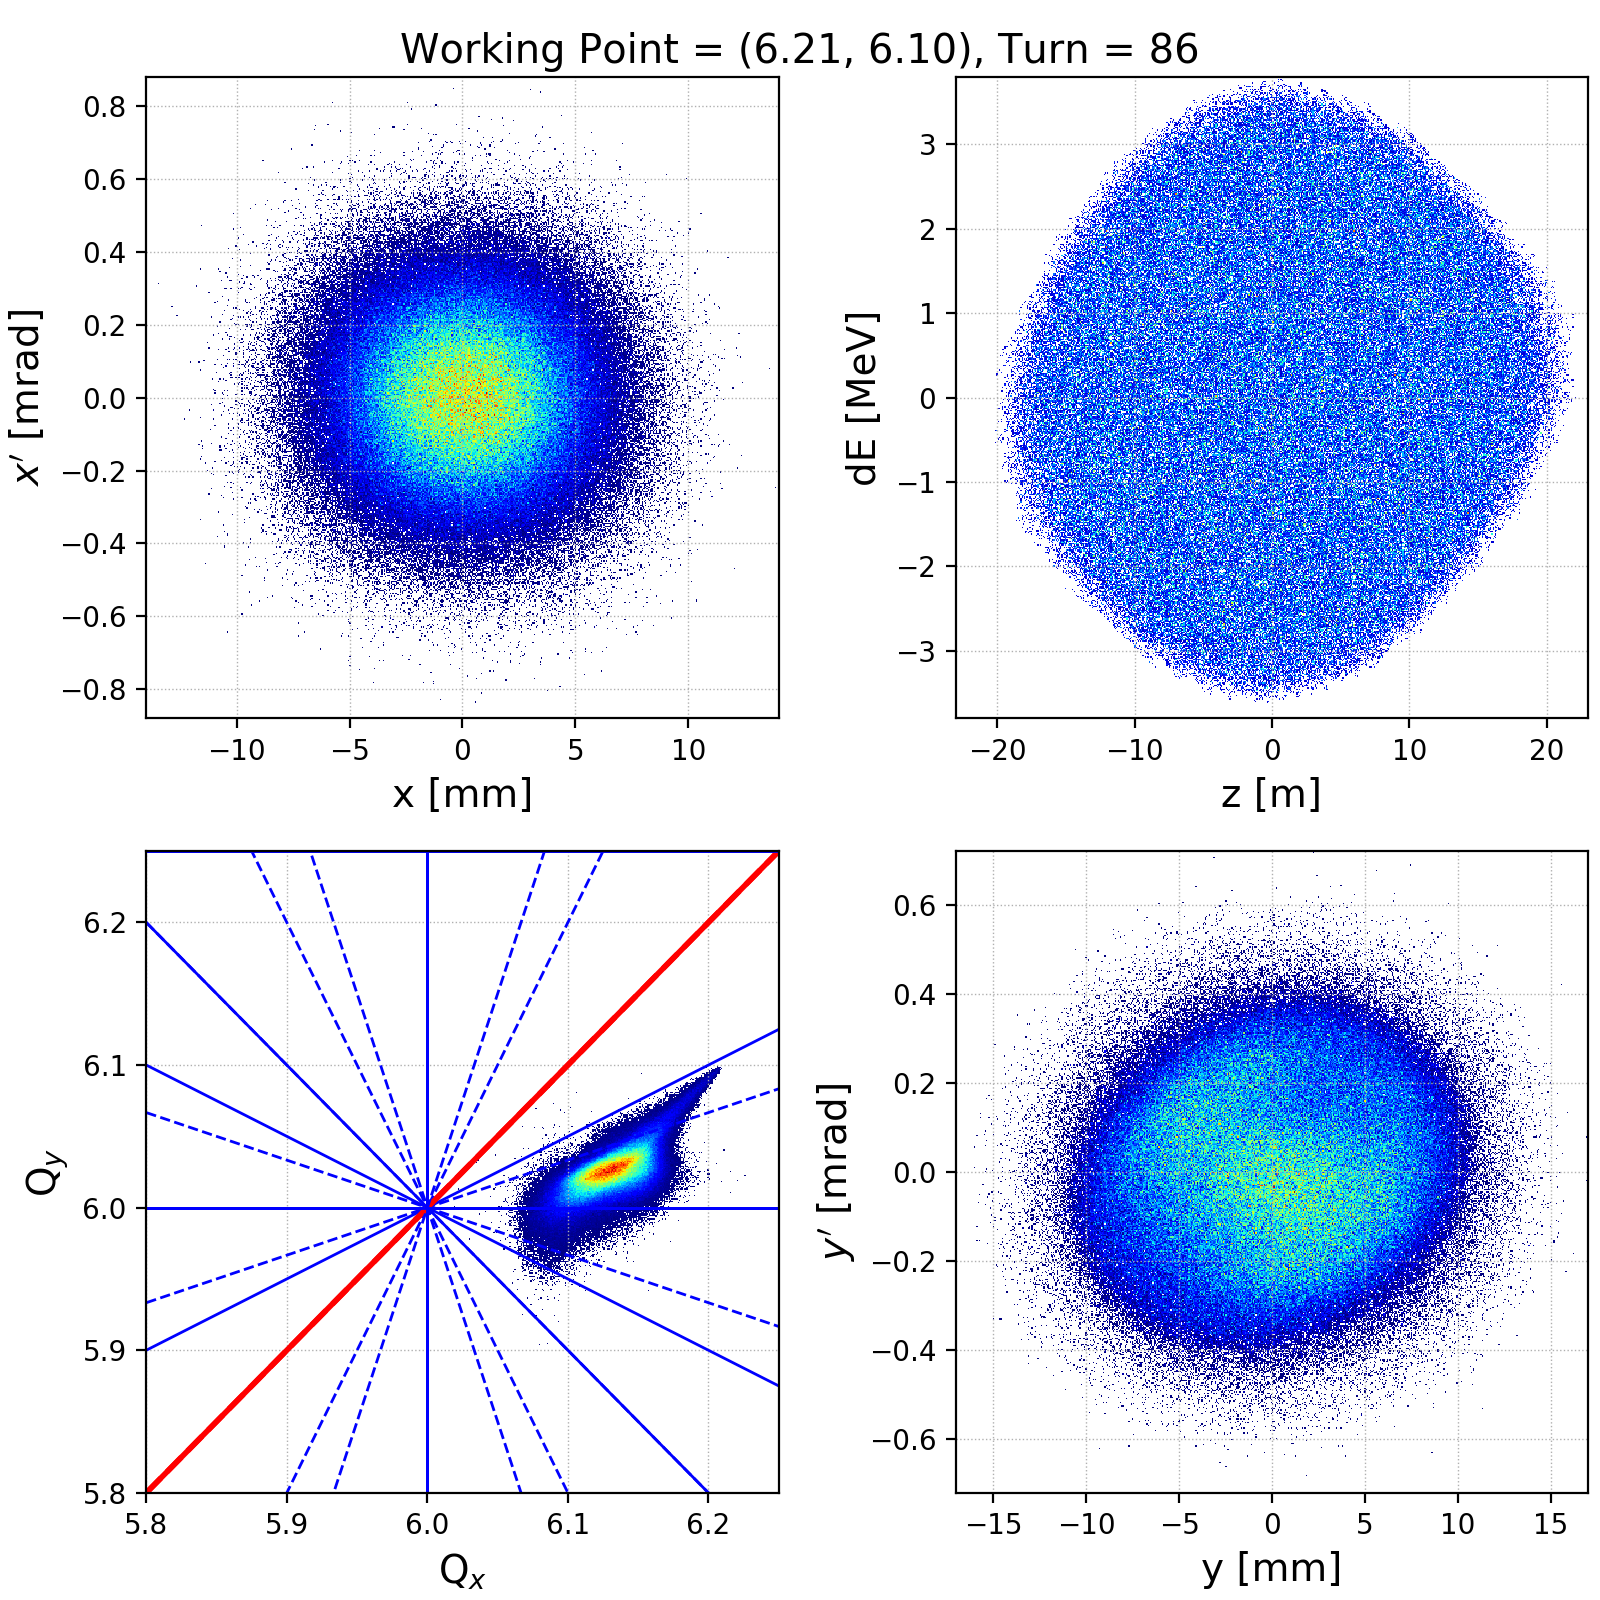 Working Point = (6.21, 6.10), Turn = 86
0.8
0.6
0.4
0.2
0.0
−0.2
−0.4
−0.6
−0.8
x′ [mrad]
−10 −5 0 5 10
x [mm]
3
2
1
0
−1
−2
−3
dE [MeV]
−20 −10 0 10 20
z [m]
6.2
6.1
6.0
5.9
5.8
Qy
5.8 5.9 6.0 6.1 6.2
Qx
0.6
0.4
0.2
0.0
−0.2
−0.4
−0.6
y′ [mrad]
−15 −10 −5 0 5 10 15
y [mm]